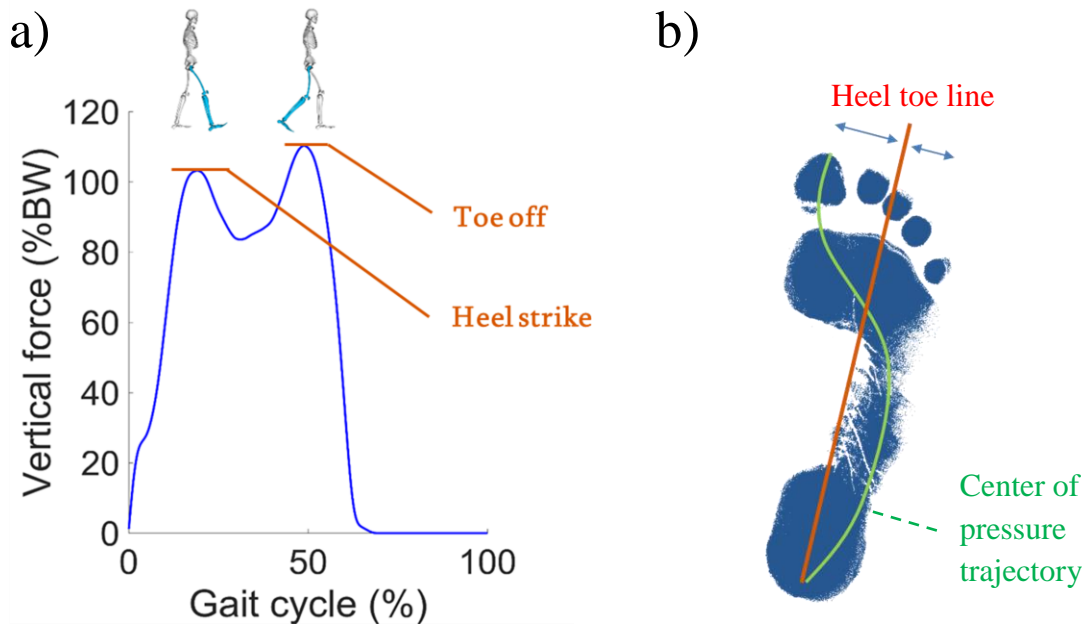 a)
120
100
80
60
40
20
0
Vertical force (%BW)
0 50 100
Gait cycle (%)
Toe off
Heel strike
b)
Heel toe line
Center of
pressure
trajectory